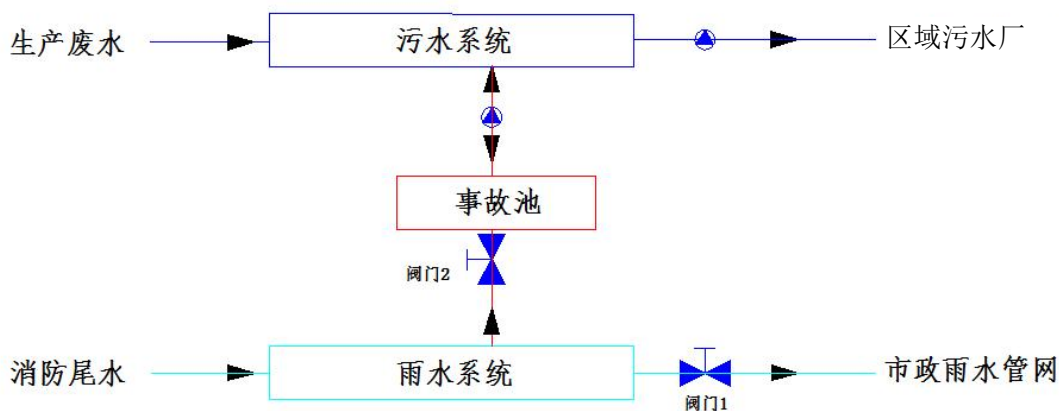 生产废水
污水系统
区域污水厂
事故池
阀门2
消防尾水
雨水系统
市政雨水管网
阀门1